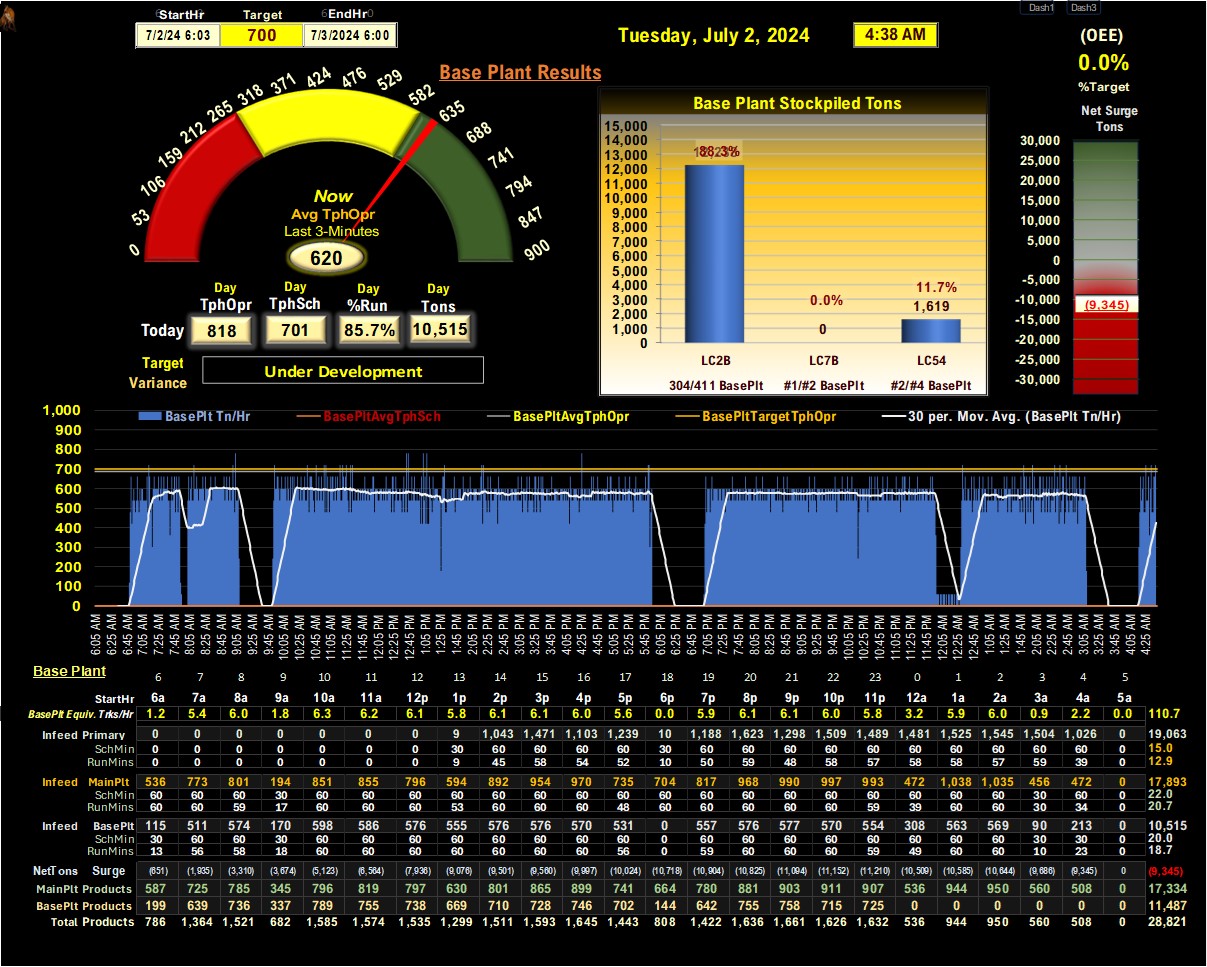 Dash1 Dash3
StartHr Target EndHr
7/2/24 6:03 700 7/3/2024 6:00
Tuesday, July 2, 2024 4:38 AM
(OEE)
0.0%
%Target
Net Surge
Tons
Base Plant Results
0 53 106 159 212 265 318 371 424 476 529 582 635 688 741 794 847 900
Now
Avg TphOpr
Last 3-Minutes
620
Day Day Day Day
TphOpr TphSch %Run Tons
Today 818 701 85.7% 10,515
Target
Variance
Under Development
Base Plant Stockpiled Tons
15,000
14,000
13,000
12,000
11,000
10,000
9,000
8,000
7,000
6,000
5,000
4,000
3,000
2,000
1,000
0
88.3%
0.0%
0
11.7%
1,619
LC2B LC7B LC54
304/411 BasePlt #1/#2 BasePlt #2/#4 BasePlt
30,000
25,000
20,000
15,000
10,000
5,000
0
-5,000
-10,000
-15,000
-20,000
-25,000
-30,000
(9,345)
BasePlt Tn/Hr BasePltAvgTphSch BasePltAvgTphOpr BasePltTargetTphOpr 30 per. Mov. Avg. (BasePlt Tn/Hr)
1,000
900
800
700
600
500
400
300
200
100
0
6:05 AM 6:25 AM 6:45 AM 7:05 AM 7:25 AM 7:45 AM 8:05 AM 8:25 AM 8:45 AM 9:05 AM 9:25 AM 9:45 AM 10:05 AM 10:25 AM 10:45 AM 11:05 AM 11:25 AM 11:45 AM 12:05 PM 12:25 PM 12:45 PM 1:05 PM 1:25 PM 1:45 PM 2:05 PM 2:25 PM 2:45 PM 3:05 PM 3:25 PM 3:45 PM 4:05 PM 4:25 PM 4:45 PM 5:05 PM 5:25 PM 5:45 PM 6:05 PM 6:25 PM 6:45 PM 7:05 PM 7:25 PM 7:45 PM 8:05 PM 8:25 PM 8:45 PM 9:05 PM 9:25 PM 9:45 PM 10:05 PM 10:25 PM 10:45 PM 11:05 PM 11:25 PM 11:45 PM 12:05 AM 12:25 AM 12:45 AM 1:05 AM 1:25 AM 1:45 AM 2:05 AM 2:25 AM 2:45 AM 3:05 AM 3:25 AM 3:45 AM 4:05 AM 4:25 AM
Base Plant 6 7 8 9 10 11 12 13 14 15 16 17 18 19 20 21 22 23 0 1 2 3 4 5
StartHr 6a 7a 8a 9a 10a 11a 12p 1p 2p 3p 4p 5p 6p 7p 8p 9p 10p 11p 12a 1a 2a 3a 4a 5a
BasePlt Equiv. Trks/Hr 1.2 5.4 6.0 1.8 6.3 6.2 6.1 5.8 6.1 6.1 6.0 5.6 0.0 5.9 6.1 6.1 6.0 5.8 3.2 5.9 6.0 0.9 2.2 0.0 110.7
Infeed Primary 0 0 0 0 0 0 0 9 1,043 1,471 1,103 1,239 10 1,188 1,623 1,298 1,509 1,489 1,481 1,525 1,545 1,504 1,026 0 19,063
SchMin 0 0 0 0 0 0 0 30 60 60 60 60 30 60 60 60 60 60 60 60 60 60 60 0 15.0
RunMins 0 0 0 0 0 0 0 9 45 58 54 52 10 50 59 48 57 58 58 58 57 59 39 0 12.9
Infeed MainPlt 536 773 801 194 851 855 796 594 892 954 970 735 704 817 968 990 997 993 472 1,038 1,035 456 472 0 17,893
SchMin 60 60 60 30 60 60 60 60 60 60 60 60 60 60 60 60 60 60 60 60 60 30 30 0 22.0
RunMins 60 60 59 17 60 60 60 53 60 60 60 48 60 60 60 60 60 59 39 60 60 30 34 0 20.7
Infeed BasePlt 115 511 574 170 598 586 576 555 576 576 570 531 0 557 576 577 570 554 308 563 569 90 213 0 10,515
SchMin 30 60 60 30 60 60 60 60 60 60 60 60 0 60 60 60 60 60 60 60 60 30 30 0 20.0
RunMins 13 56 58 18 60 60 60 60 60 60 60 56 0 59 60 60 60 59 49 60 60 10 23 0 18.7
NetTons Surge (651) (1,935) (3,310) (3,674) (5,123) (6,564) (7,936) (9,076) (9,501) (9,560) (9,997) (10,024) (10,718) (10,904) (10,825) (11,094) (11,152) (11,210) (10,509) (10,585) (10,644) (9,686) (9,345) 0 (9,345)
MainPlt Products 587 725 785 345 796 819 797 630 801 865 899 741 664 780 881 903 911 907 536 944 950 560 508 0 17,334
BasePlt Products 199 639 736 337 789 755 738 669 710 728 746 702 144 642 755 758 715 725 0 0 0 0 0 0 11,487
Total Products 786 1,364 1,521 682 1,585 1,574 1,535 1,299 1,511 1,593 1,645 1,443 808 1,422 1,636 1,661 1,626 1,632 536 944 950 560 508 0 28,821